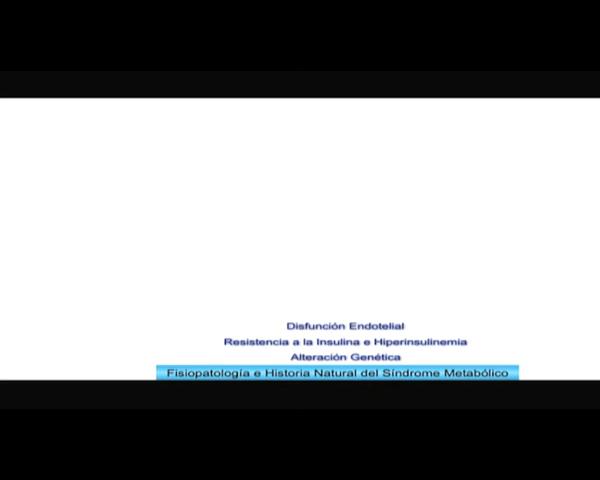 Disfunción Endotelial
Resistencia a la Insulina e Hiperinsulinemia
Alteración Genética
Fisiopatología e Historia Natural del Síndrome Metabólico